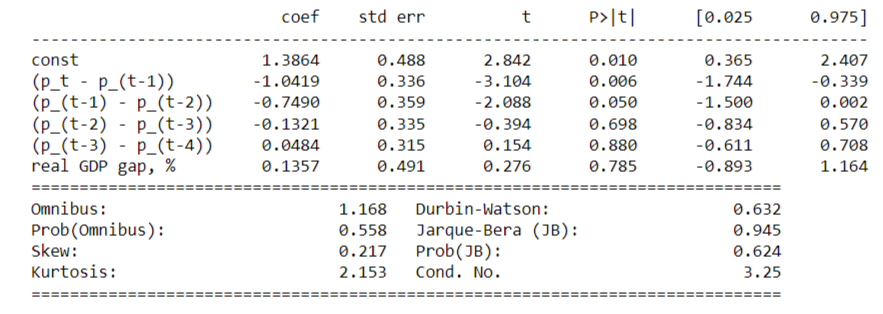 coef std err t P>|t| [0.025 0.975]
------------------------------------------------------------------------------------
const 1.3864 0.488 2.842 0.010 0.365 2.407
(p_t - p_(t-1)) -1.0419 0.336 -3.104 0.006 -1.744 -0.339
(p_(t-1) - p_(t-2)) -0.7490 0.359 -2.088 0.050 -1.500 0.002
(p_(t-2) - p_(t-3)) -0.1321 0.335 -0.394 0.698 -0.834 0.570
(p_(t-3) - p_(t-4)) 0.0484 0.315 0.154 0.880 -0.611 0.708
real GDP gap, % 0.1357 0.491 0.276 0.785 -0.893 1.164
==============================================================================
Omnibus: 1.168 Durbin-Watson: 0.632
Prob(Omnibus): 0.558 Jarque-Bera (JB): 0.945
Skew: 0.217 Prob(JB): 0.624
Kurtosis: 2.153 Cond. No. 3.25
==============================================================================